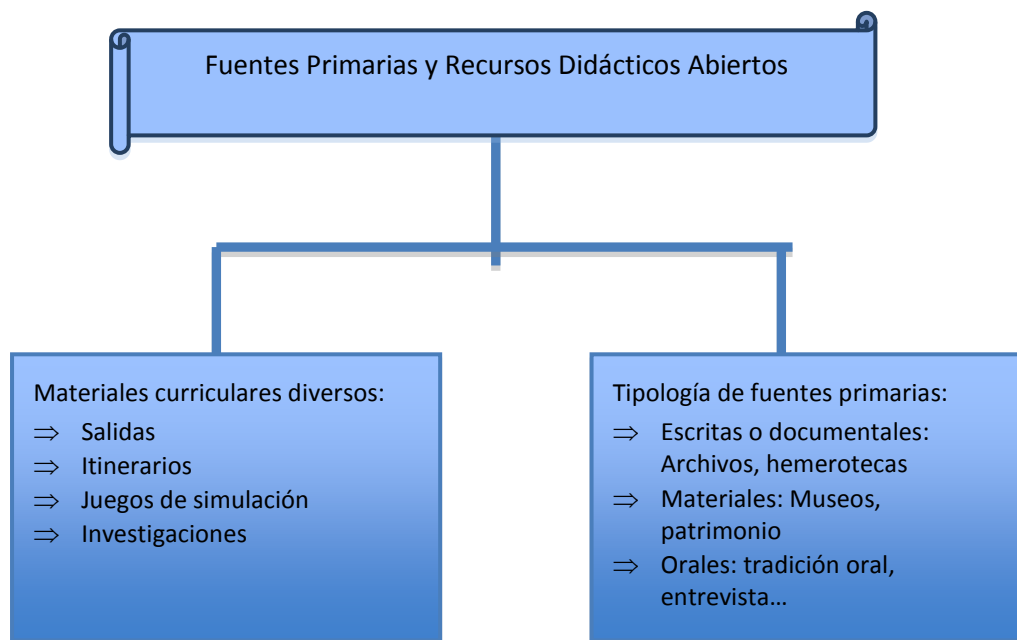 Fuentes Primarias y Recursos Didácticos Abiertos
Materiales curriculares diversos:
⇒ Salidas
⇒ Itinerarios
⇒ Juegos de simulación
⇒ Investigaciones
Tipología de fuentes primarias:
⇒ Escritas o documentales:
Archivos, hemerotecas
⇒ Materiales: Museos,
patrimonio
⇒ Orales: tradición oral,
entrevista…